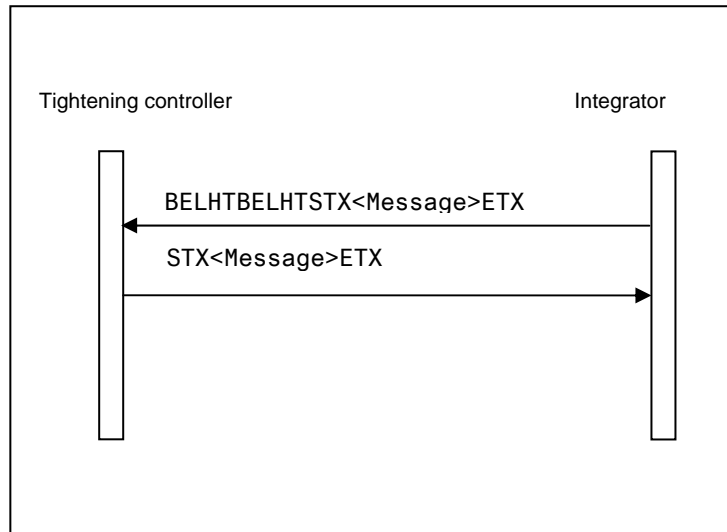 Tightening controller Integrator
BELHTBELHTSTX<Message>ETX
STX<Message>ETX